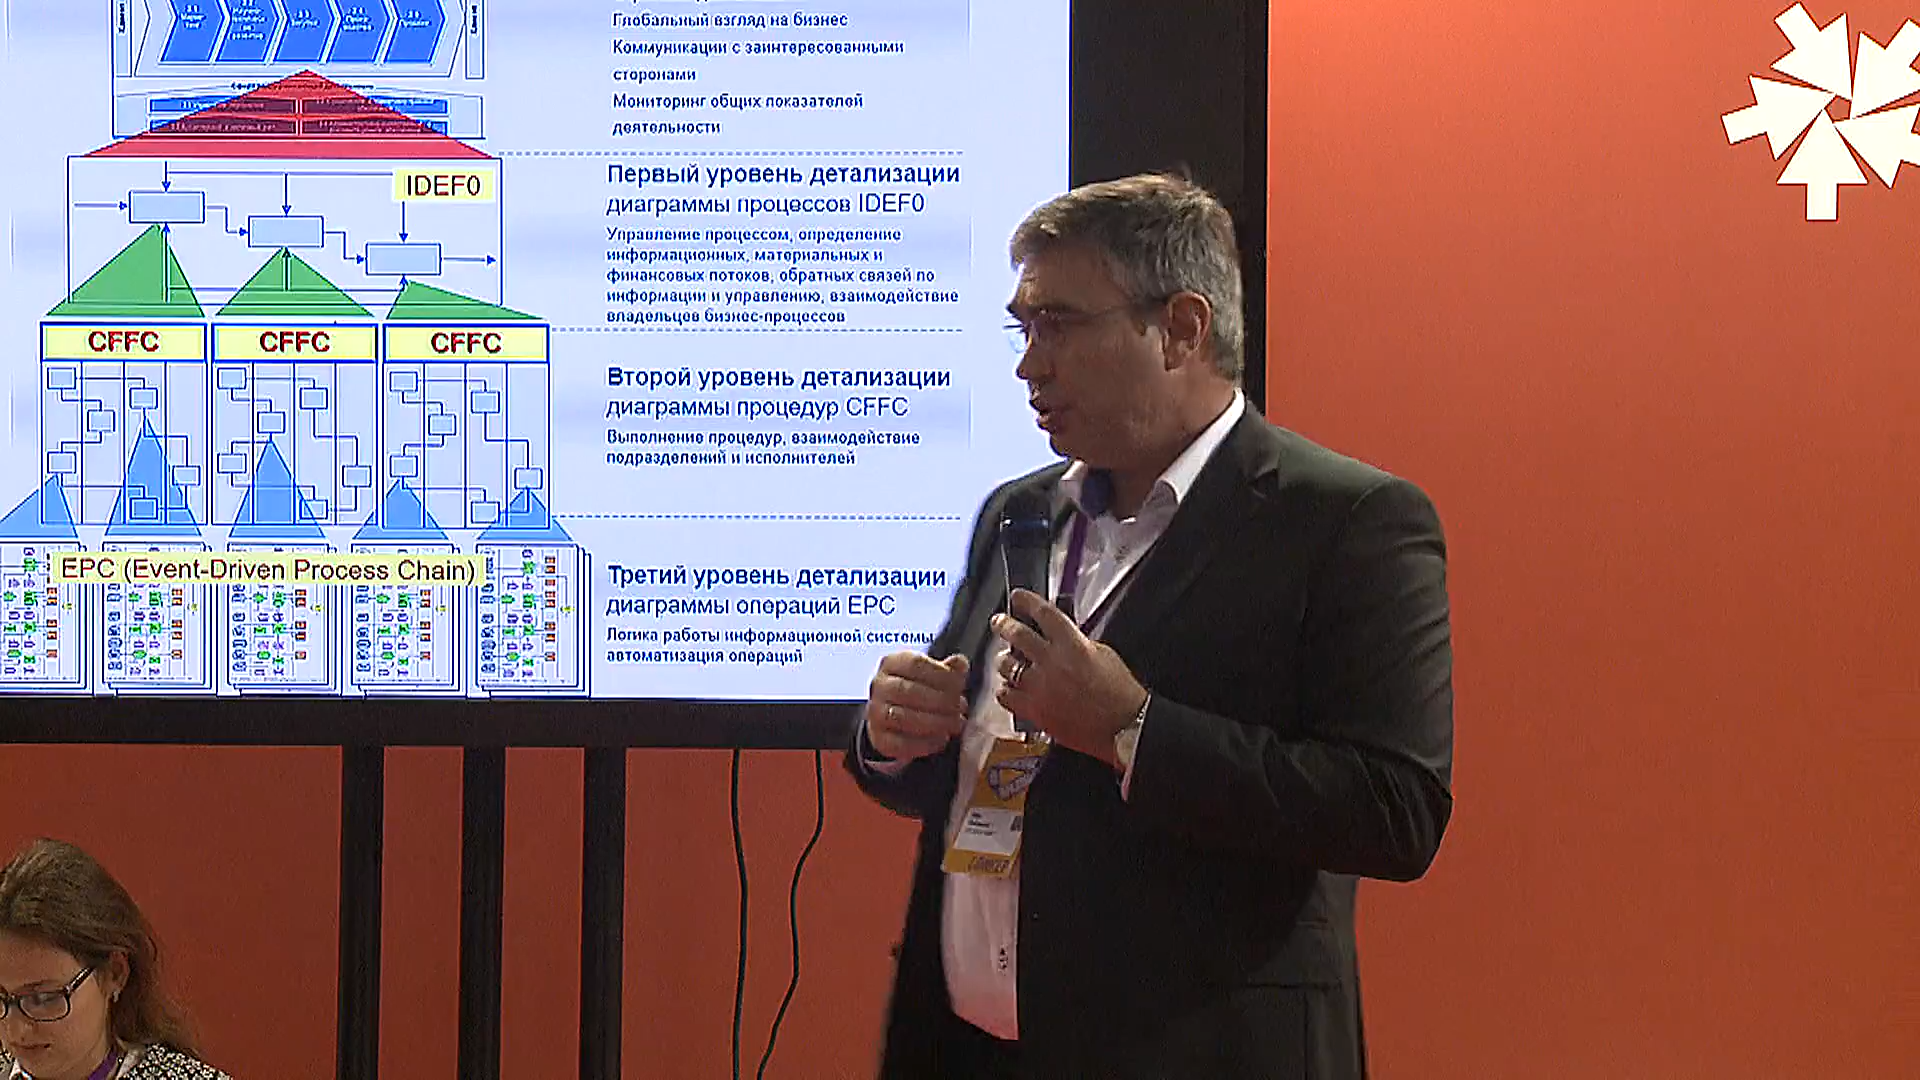 Глобальный взгляд на бизнес
Коммуникации с заинтересованными
сторонами
Мониторинг общих показателей
деятельности
IDEF0
Первый уровень детализации
диаграммы процессов IDEF0
Управление процессом, определение
информационных, материальных и
финансовых потоков, обратных связей по
информации и управлению, взаимодействие
владельцев бизнес-процессов
CFFC CFFC CFFC
Второй уровень детализации
диаграммы процедур CFFC
Выполнение процедур, взаимодействие
подразделений и исполнителей
EPC (Event-Driven Process Chain)
Третий уровень детализации
диаграммы операций EPC
Логика работы информационной системы,
автоматизация операций